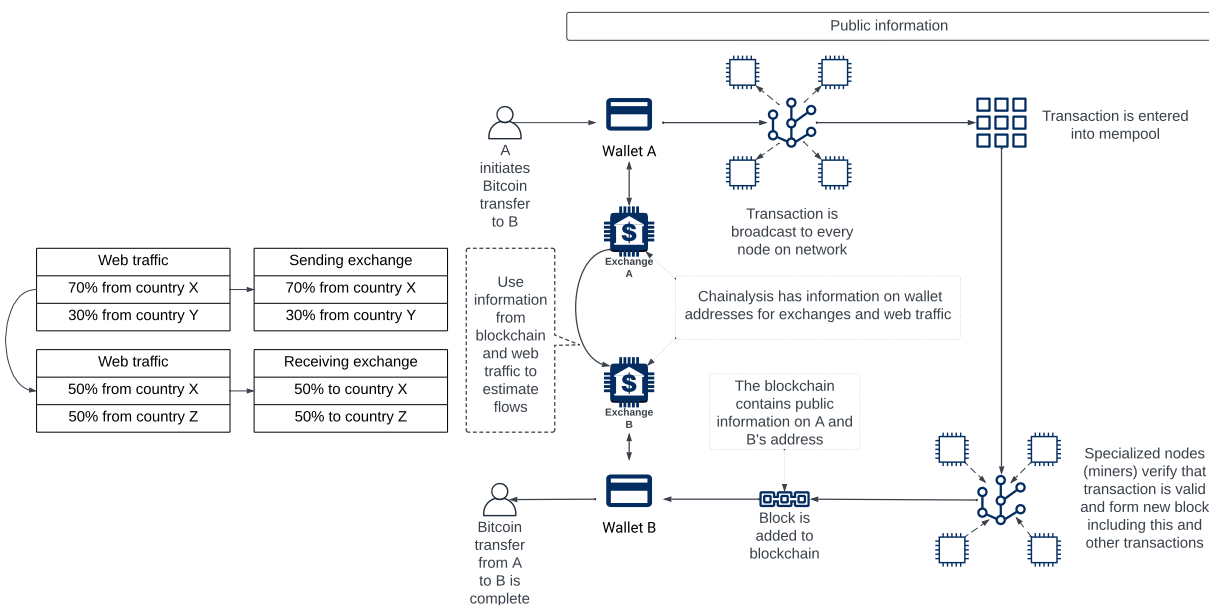 Public information
A
initiates
Bitcoin
transfer
to B
Wallet A
Transaction is
broadcast to every
node on network
Transaction is entered
into mempool
Exchange
A
Web traffic
70% from country X
30% from country Y
Sending exchange
70% from country X
30% from country Y
Web traffic
50% from country X
50% from country Z
Receiving exchange
50% to country X
50% to country Z
Use
information
from
blockchain
and web
traffic to
estimate
flows
Chainalysis has information on wallet
addresses for exchanges and web traffic
Exchange
B
The blockchain
contains public
information on A and
B's address
Specialized nodes
(miners) verify that
transaction is valid
and form new block
including this and
other transactions
Block is
added to
blockchain
Wallet B
Bitcoin
transfer
from A
to B is
complete